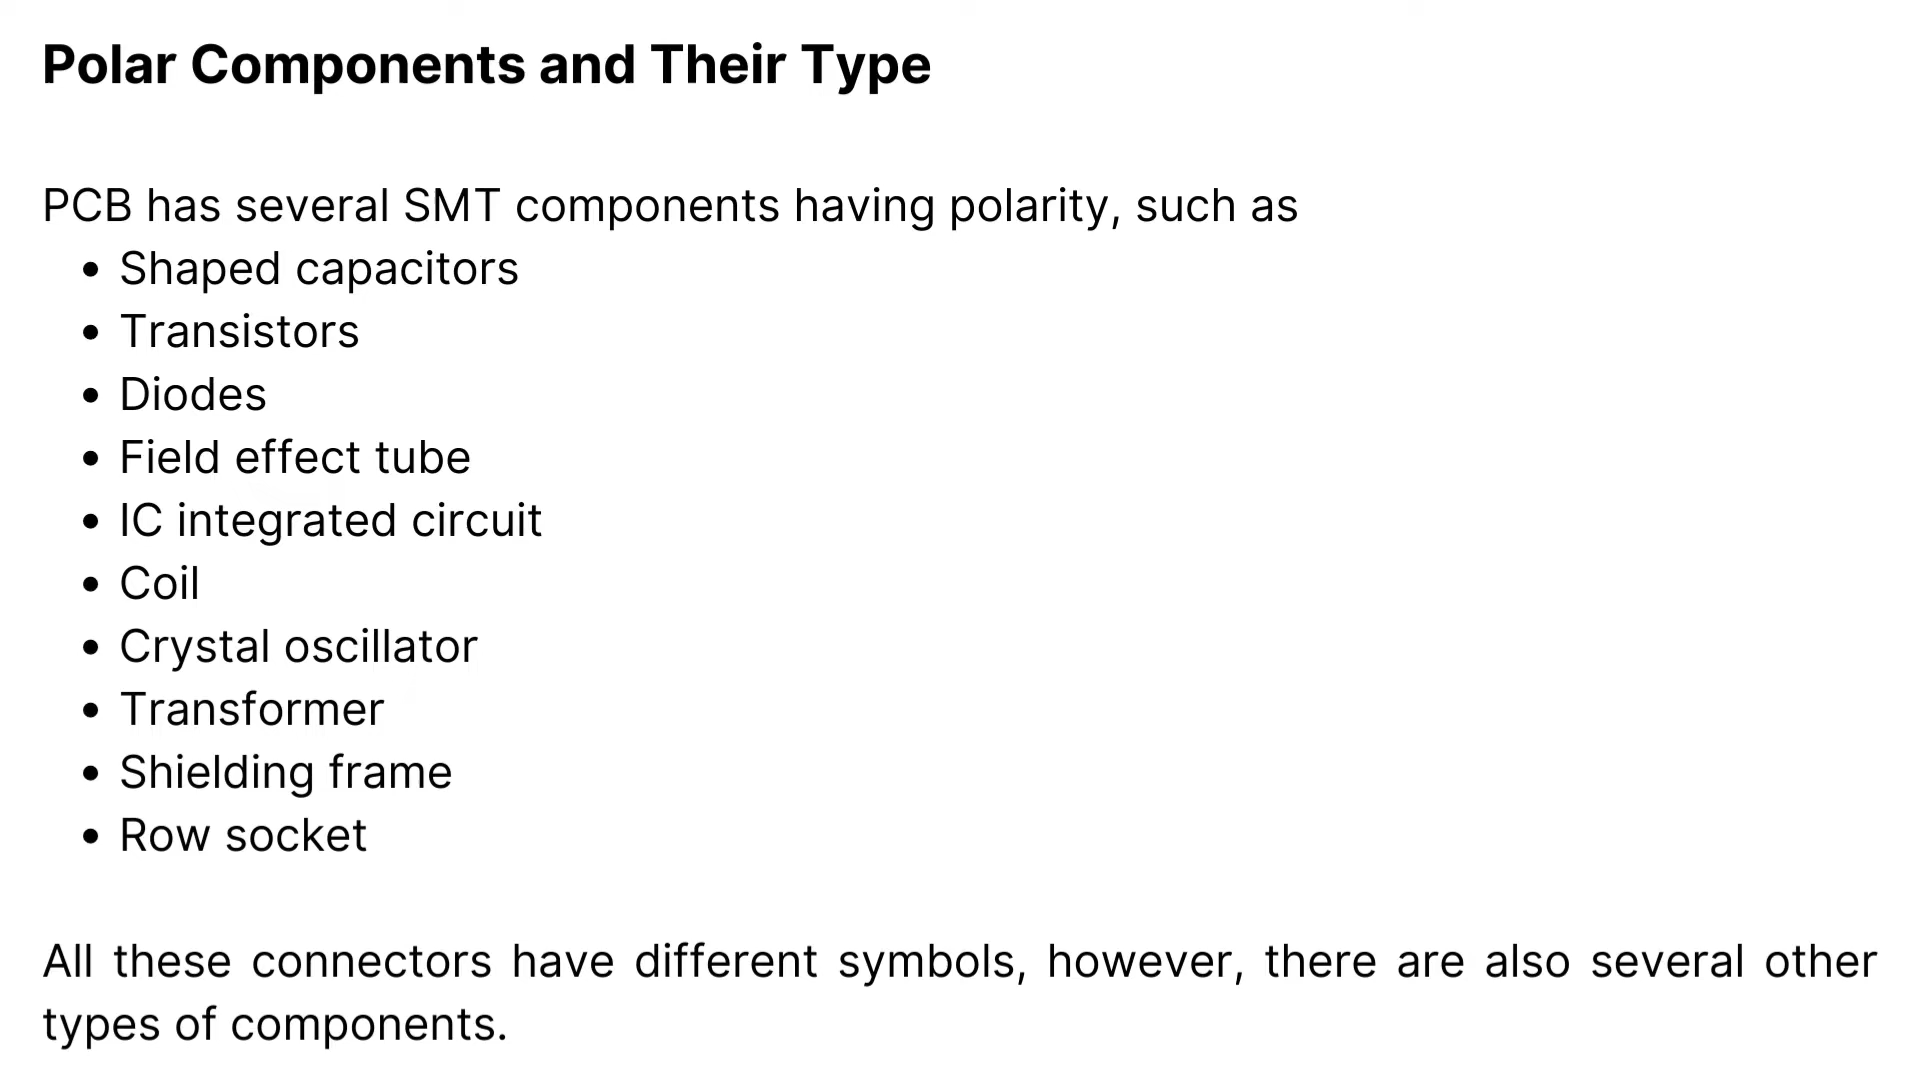 Polar Components and Their Type
PCB has several SMT components having polarity, such as
• Shaped capacitors
• Transistors
• Diodes
• Field effect tube
• IC integrated circuit
• Coil
• Crystal oscillator
• Transformer
• Shielding frame
• Row socket
All these connectors have different symbols, however, there are also several other
types of components.